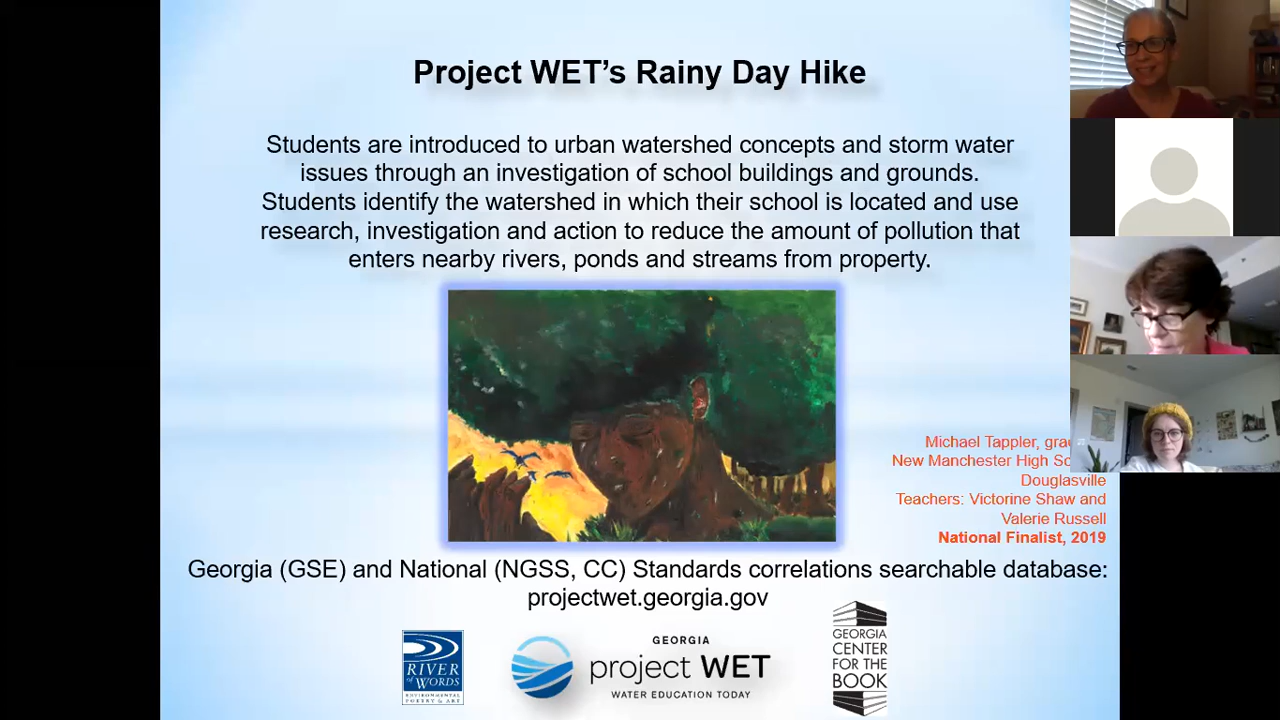 Project WET’s Rainy Day Hike
Students are introduced to urban watershed concepts and storm water
issues through an investigation of school buildings and grounds.
Students identify the watershed in which their school is located and use
research, investigation and action to reduce the amount of pollution that
enters nearby rivers, ponds and streams from property.
Michael Tappler,
New Manchester High
Douglasville
Teachers: Victorine Shaw and
Valerie Russell
National Finalist, 2019
Georgia (GSE) and National (NGSS, CC) Standards correlations searchable database:
projectwet.georgia.gov
RIVER
OF WORDS
ENVIRONMENTAL
POETRY & ART
GEORGIA
project WET
WATER EDUCATION TODAY
GEORGIA
CENTER
FOR THE
BOOK